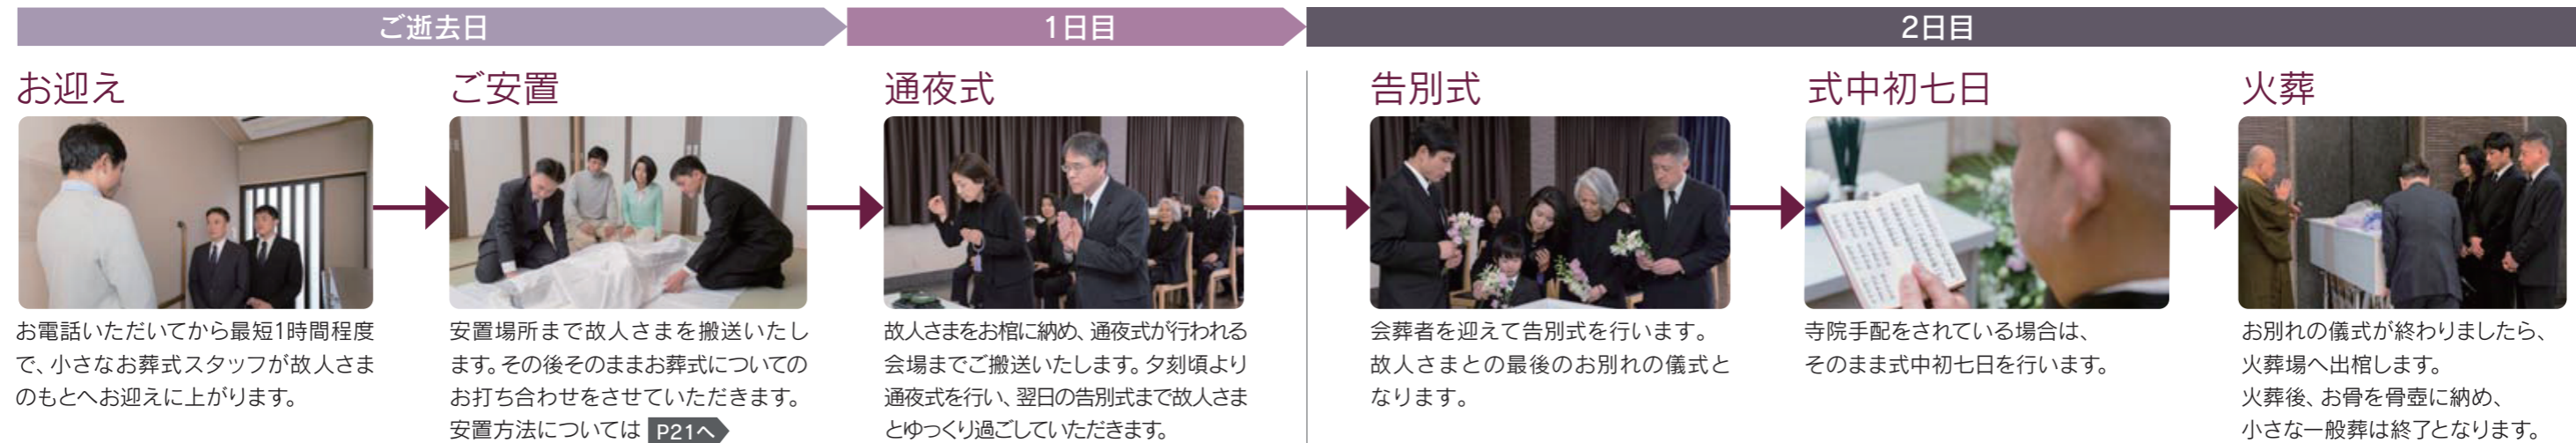 ご逝去日
1日目
2日目
お迎え
お電話いただいてから最短1時間程度
で、小さなお葬式スタッフが故人さま
のもとへお迎えに上がります。
ご安置
安置場所まで故人さまを搬送いたし
ます。その後そのままお葬式についての
お打ち合わせをさせていただきます。
安置方法については P21へ
通夜式
故人さまをお棺に納め、通夜式が行われる
会場までご搬送いたします。夕刻頃より
通夜式を行い、翌日の告別式まで故人さま
とゆっくり過ごしていただきます。
告別式
会葬者を迎えて告別式を行います。
故人さまとの最後のお別れの儀式と
なります。
式中初七日
寺院手配をされている場合は、
そのまま式中初七日を行います。
火葬
お別れの儀式が終わりましたら、
火葬場へ出棺します。
火葬後、お骨を骨壺に納め、
小さな一般葬は終了となります。